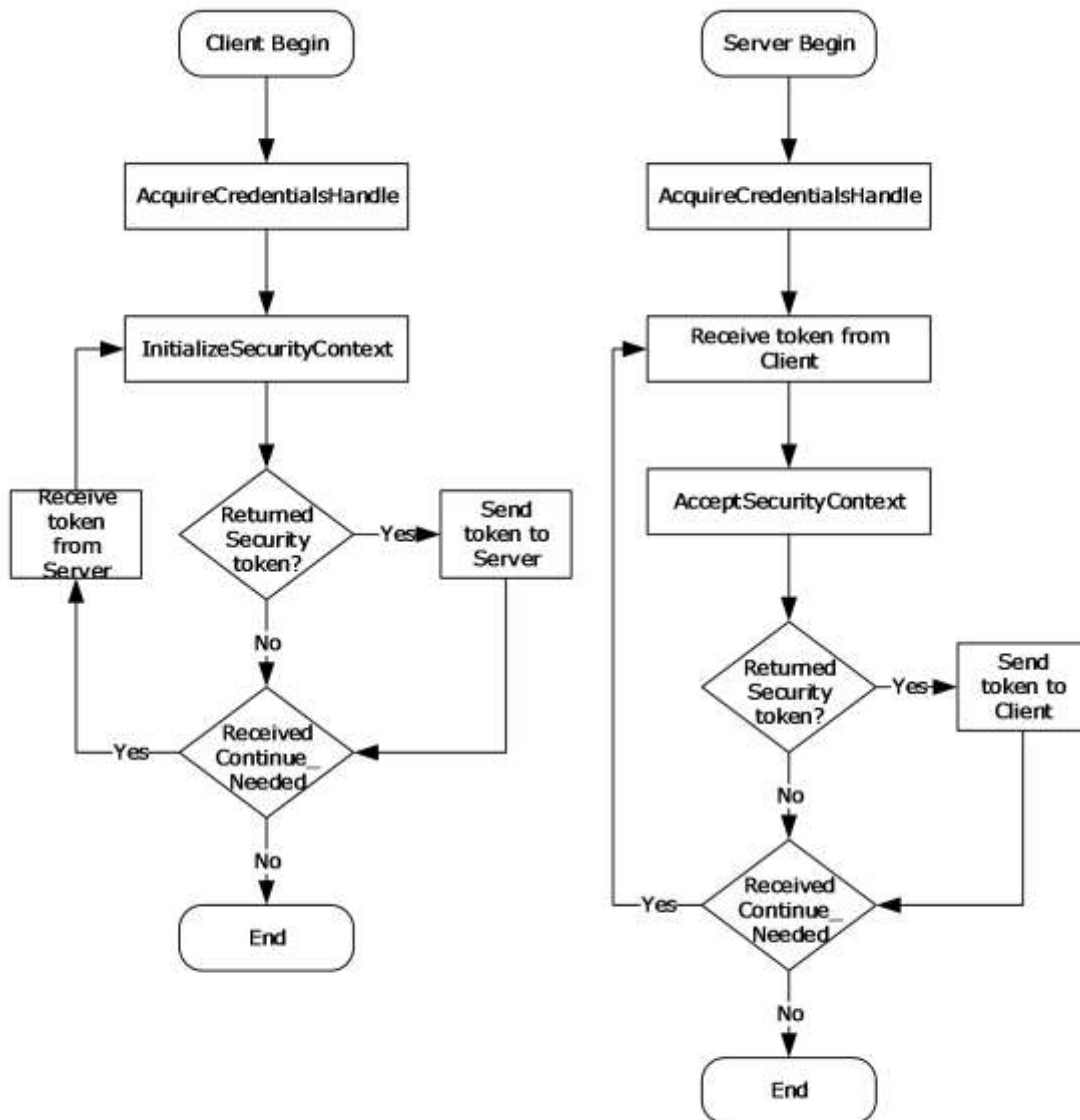 Client Begin
AcquireCredentialsHandle
InitializeSecurityContext
Receive
token
from
Server
Returned
Security
token?
Yes
Send
token to
Server
No
Yes
Received
Continue_
Needed
No
End
Server Begin
AcquireCredentialsHandle
Receive token from
Client
AcceptSecurityContext
Returned
Security
token?
Yes
Send
token to
Client
No
Yes
Received
Continue_
Needed
No
End